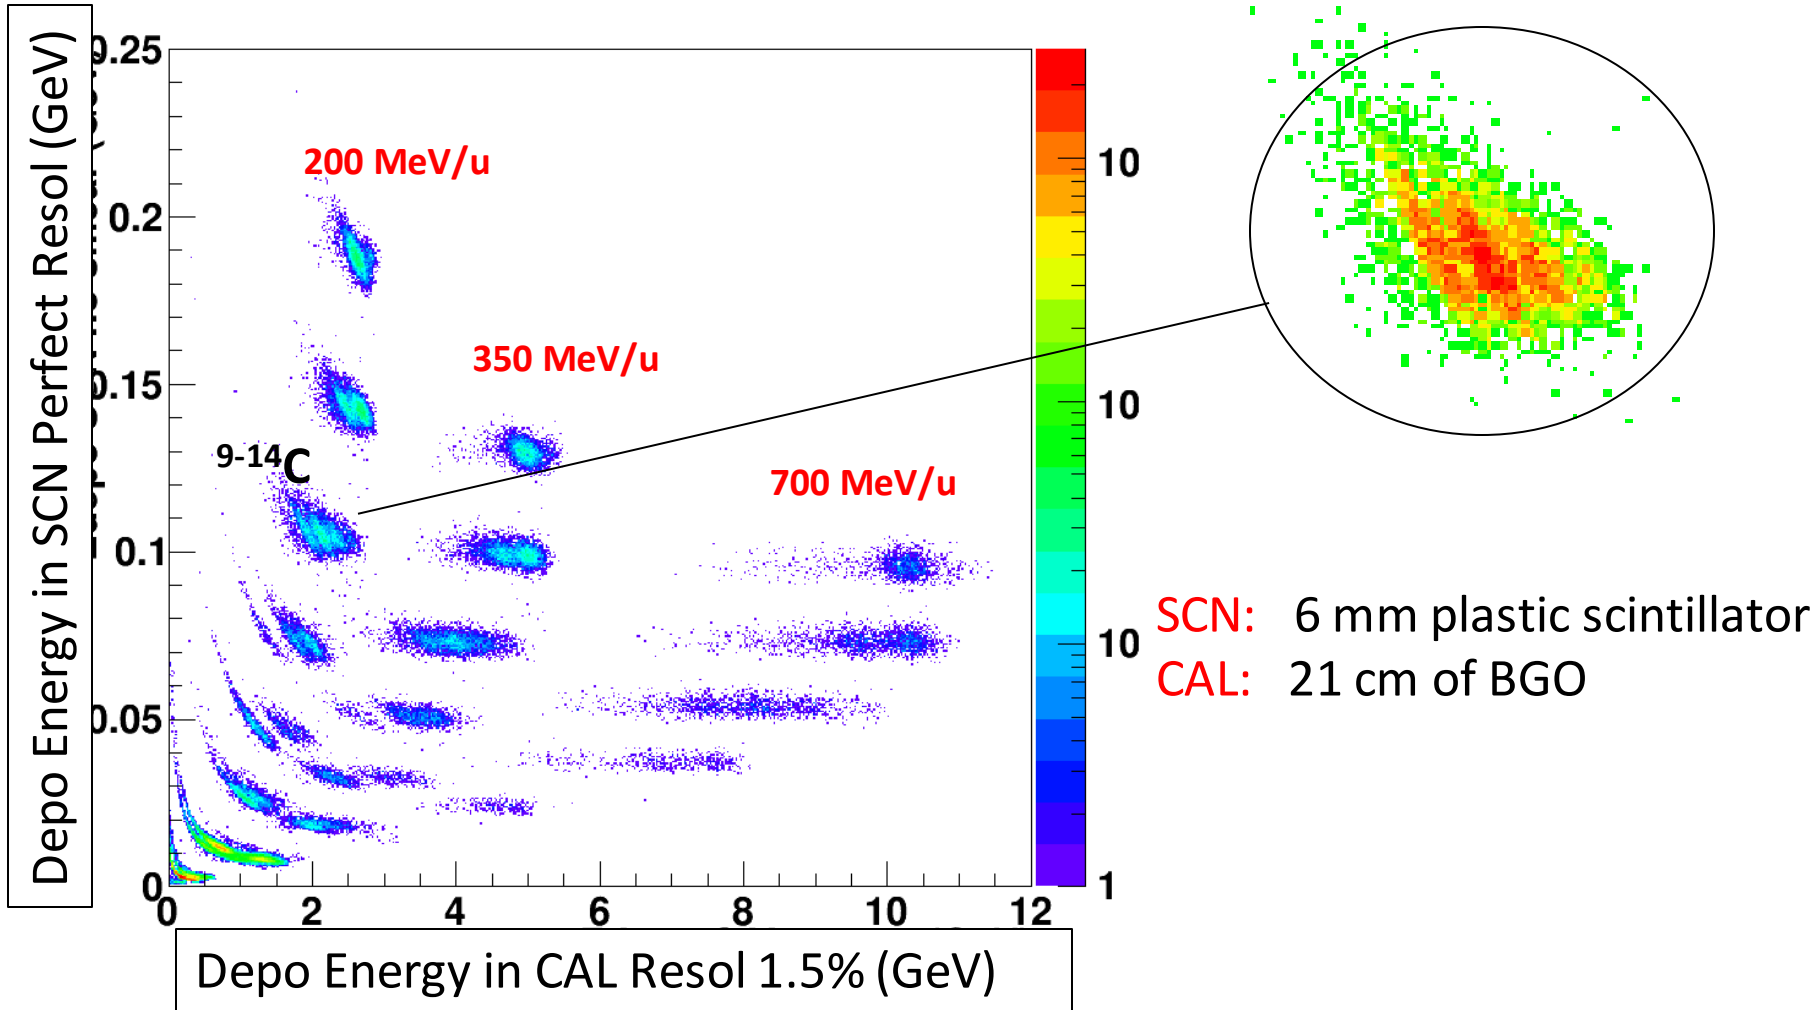 Depo Energy in SCN Perfect Resol (GeV)
0.25
200 MeV/u
10
0.2
350 MeV/u
0.15
10
9-14C
700 MeV/u
0.1
SCN: 6 mm plastic scintillator
10
CAL: 21 cm of BGO
0.05
0
1
0 2 4 6 8 10 12
Depo Energy in CAL Resol 1.5% (GeV)